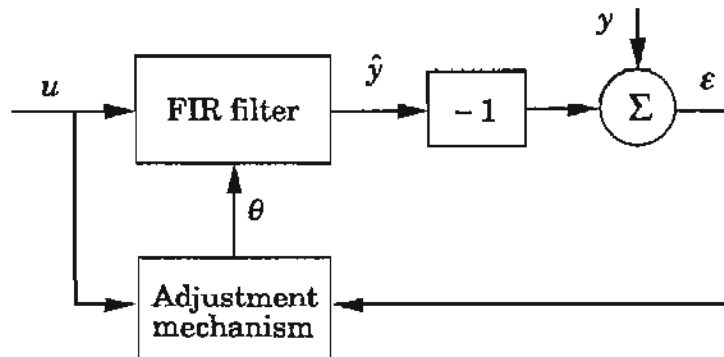 y
u
ŷ
ε
FIR filter
− 1
Σ
θ
Adjustment
mechanism